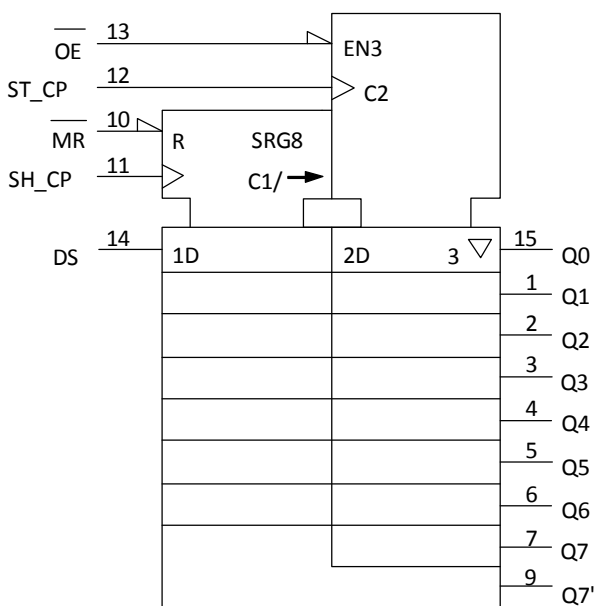 OE 13 EN3
ST_CP 12 C2
MR 10 R SRG8
SH_CP 11 C1/
DS 14 1D 2D 3 15 Q0
1 Q1
2 Q2
3 Q3
4 Q4
5 Q5
6 Q6
7 Q7
9 Q7'